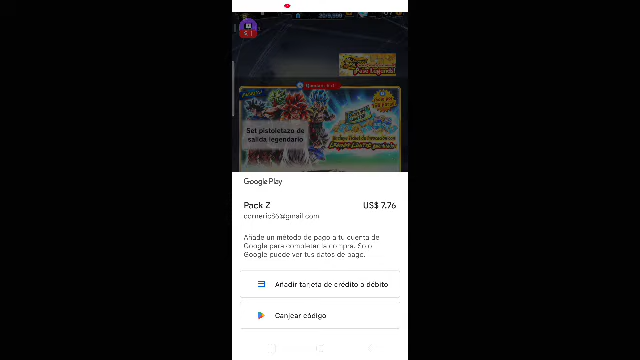 Set pistoletazo de
salida legendario
Google Play
Pack Z
US$ 7.76
Añade un método de pago a tu cuenta de
Google para completar la compra. Solo
Google puede ver tus datos de pago.
Añadir tarjeta de crédito o débito
Canjear código